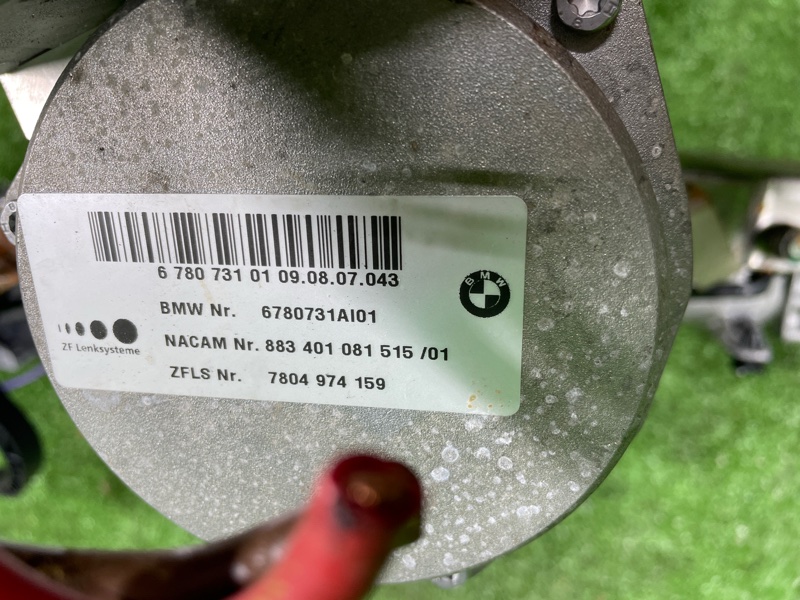 6 780 731 01 09.08.07.043
BMW
BMW Nr. 6780731AI01
NACAM Nr. 883 401 081 515 /01
ZF Lenksysteme
ZFLS Nr. 7804 974 159